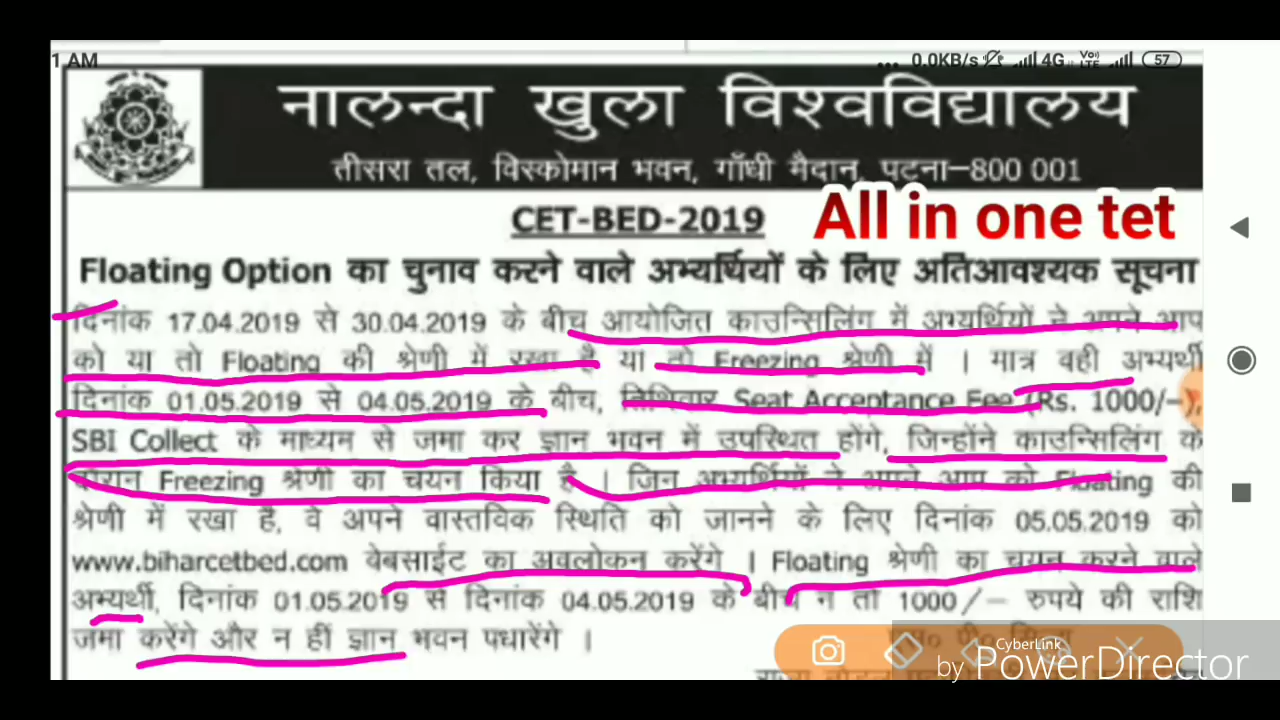 1 AM
0.0KB/s 4G Vo)) LTE 57
नालन्दा खुला विश्वविद्यालय
तीसरा तल, विस्कोमान भवन, गाँधी मैदान, पटना–800 001
CET-BED-2019
All in one tet
Floating Option का चुनाव करने वाले अभ्यर्थियों के लिए अतिआवश्यक सूचना
दिनांक 17.04.2019 से 30.04.2019 के बीच आयोजित काउन्सिलिंग में अभ्यर्थियों ने अपने आप
को या तो Floating की श्रेणी में रखा है या तो Freezing श्रेणी में । मात्र वही अभ्यर्थी
दिनांक 01.05.2019 से 04.05.2019 के बीच, तिथिवार Seat Acceptance Fee (Rs. 1000/–),
SBI Collect के माध्यम से जमा कर ज्ञान भवन में उपस्थित होंगे, जिन्होंने काउन्सिलिंग के
दौरान Freezing श्रेणी का चयन किया है । जिन अभ्यर्थियों ने अपने आप को Floating की
श्रेणी में रखा है, वे अपने वास्तविक स्थिति को जानने के लिए दिनांक 05.05.2019 को
www.biharcetbed.com वेबसाईट का अवलोकन करेंगे । Floating श्रेणी का चयन करने वाले
अभ्यर्थी, दिनांक 01.05.2019 से दिनांक 04.05.2019 के बीच न तो 1000/– रुपये की राशि
जमा करेंगे और न हीं ज्ञान भवन पधारेंगे ।
CyberLink
by PowerDirector